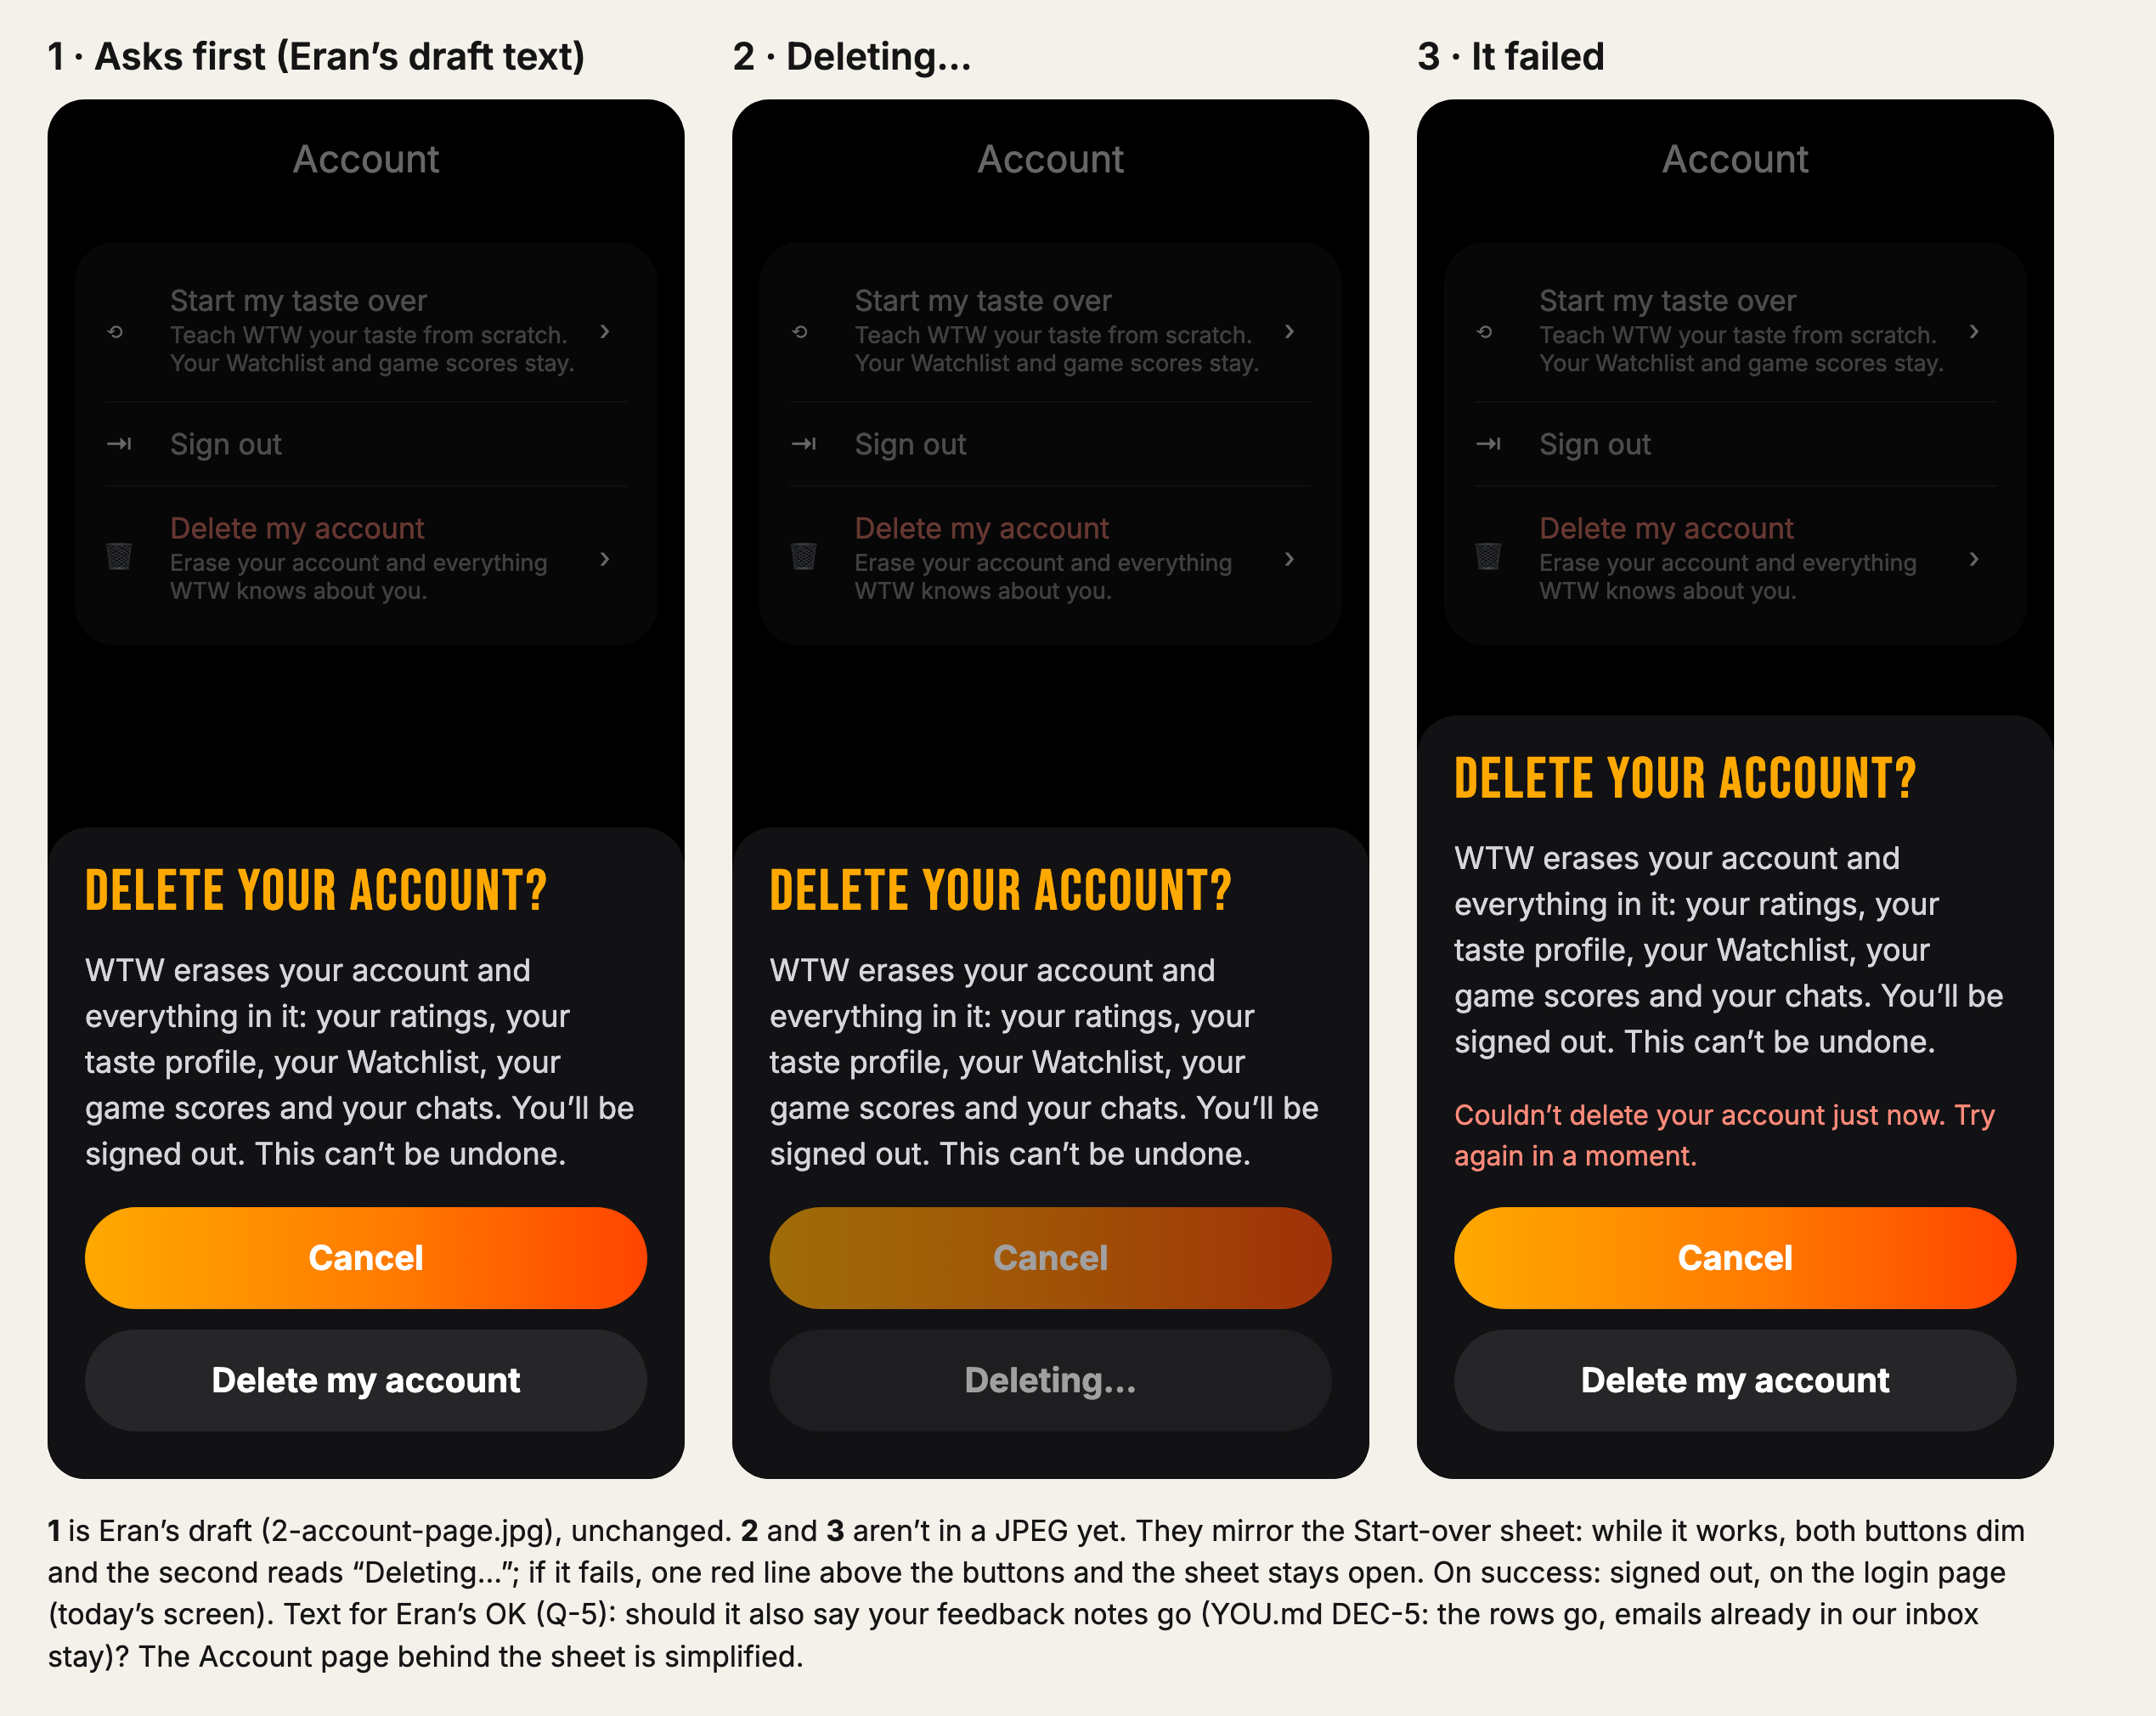 1 · Asks first (Eran’s draft text)
Account
Start my taste over
Teach WTW your taste from scratch.
Your Watchlist and game scores stay.
Sign out
Delete my account
Erase your account and everything
WTW knows about you.
DELETE YOUR ACCOUNT?
WTW erases your account and
everything in it: your ratings, your
taste profile, your Watchlist, your
game scores and your chats. You’ll be
signed out. This can’t be undone.
Cancel
Delete my account
2 · Deleting…
Account
Start my taste over
Teach WTW your taste from scratch.
Your Watchlist and game scores stay.
Sign out
Delete my account
Erase your account and everything
WTW knows about you.
DELETE YOUR ACCOUNT?
WTW erases your account and
everything in it: your ratings, your
taste profile, your Watchlist, your
game scores and your chats. You’ll be
signed out. This can’t be undone.
Cancel
Deleting…
3 · It failed
Account
Start my taste over
Teach WTW your taste from scratch.
Your Watchlist and game scores stay.
Sign out
Delete my account
Erase your account and everything
WTW knows about you.
DELETE YOUR ACCOUNT?
WTW erases your account and
everything in it: your ratings, your
taste profile, your Watchlist, your
game scores and your chats. You’ll be
signed out. This can’t be undone.
Couldn’t delete your account just now. Try
again in a moment.
Cancel
Delete my account
1 is Eran’s draft (2-account-page.jpg), unchanged. 2 and 3 aren’t in a JPEG yet. They mirror the Start-over sheet: while it works, both buttons dim
and the second reads “Deleting…”; if it fails, one red line above the buttons and the sheet stays open. On success: signed out, on the login page
(today’s screen). Text for Eran’s OK (Q-5): should it also say your feedback notes go (YOU.md DEC-5: the rows go, emails already in our inbox
stay)? The Account page behind the sheet is simplified.